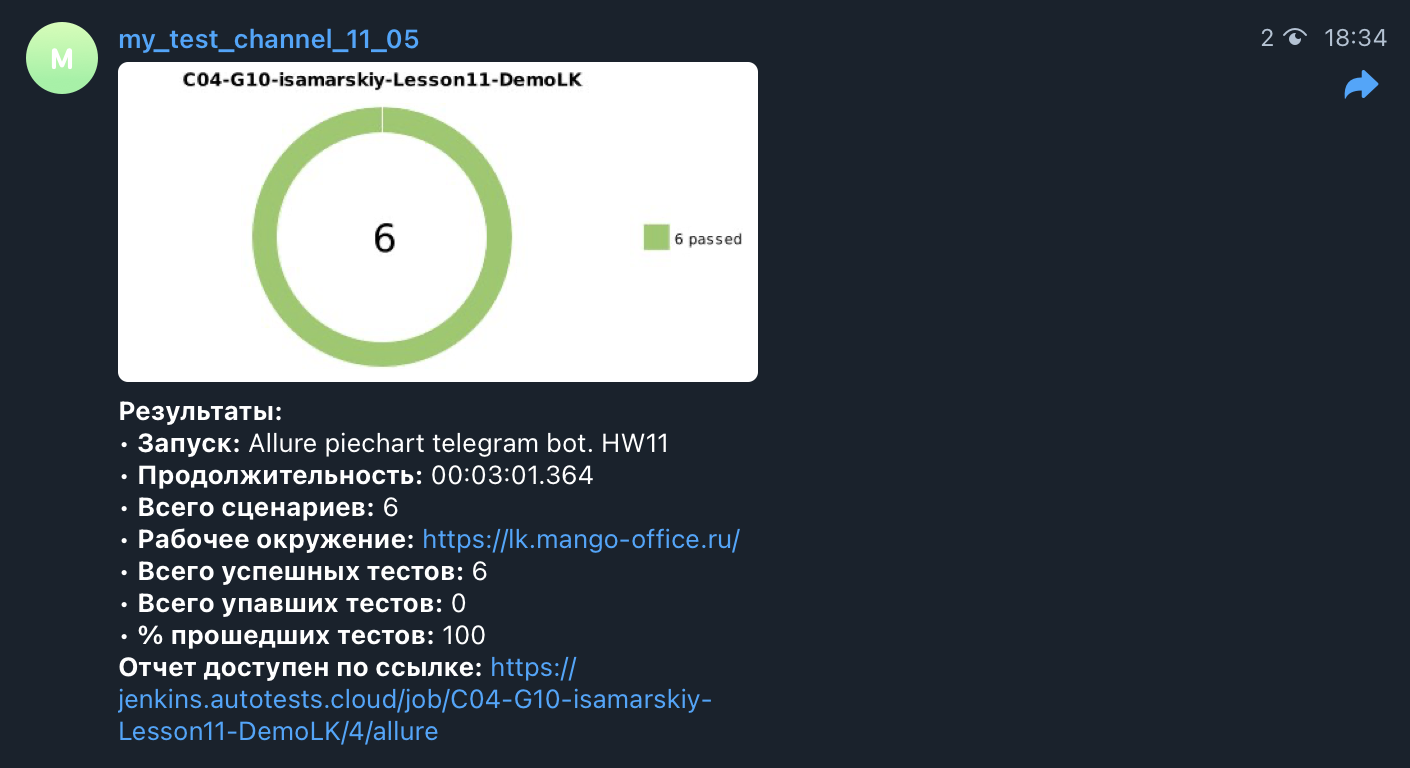 M
my_test_channel_11_05
2 18:34
C04-G10-isamarskiy-Lesson11-DemoLK
6
6 passed
Результаты:
• Запуск: Allure piechart telegram bot. HW11
• Продолжительность: 00:03:01.364
• Всего сценариев: 6
• Рабочее окружение: https://lk.mango-office.ru/
• Всего успешных тестов: 6
• Всего упавших тестов: 0
• % прошедших тестов: 100
Отчет доступен по ссылке: https://
jenkins.autotests.cloud/job/C04-G10-isamarskiy-
Lesson11-DemoLK/4/allure